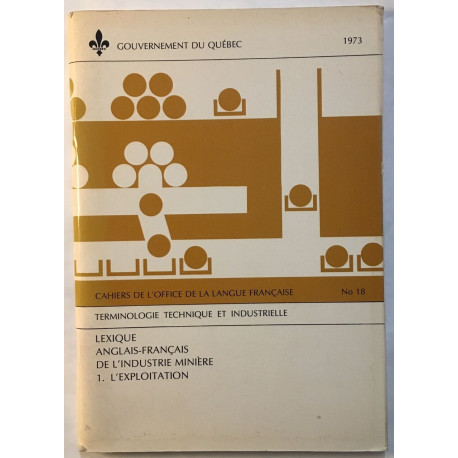 GOUVERNEMENT DU QUÉBEC 1973
CAHIERS DE L'OFFICE DE LA LANGUE FRANÇAISE No 18
TERMINOLOGIE TECHNIQUE ET INDUSTRIELLE
LEXIQUE
ANGLAIS-FRANÇAIS
DE L'INDUSTRIE MINIÈRE
1. L'EXPLOITATION